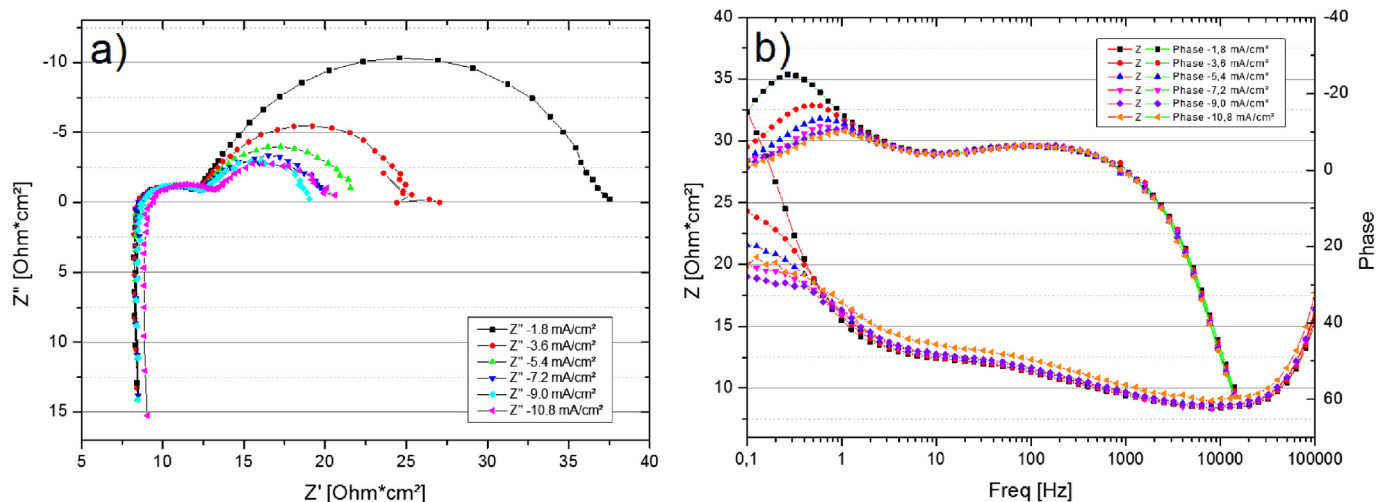 a)
-10
-5
0
5
10
15
Z'' [Ohm*cm²]
5 10 15 20 25 30 35 40
Z' [Ohm*cm²]
Z'' -1.8 mA/cm²
Z'' -3.6 mA/cm²
Z'' -5.4 mA/cm²
Z'' -7.2 mA/cm²
Z'' -9.0 mA/cm²
Z'' -10.8 mA/cm²
b)
40
35
30
25
20
15
10
Z [Ohm*cm²]
0,1 1 10 100 1000 10000 100000
Freq [Hz]
-40
-20
0
20
40
60
Phase
Z Phase -1,8 mA/cm²
Z Phase -3,6 mA/cm²
Z Phase -5,4 mA/cm²
Z Phase -7,2 mA/cm²
Z Phase -9,0 mA/cm²
Z Phase -10,8 mA/cm²